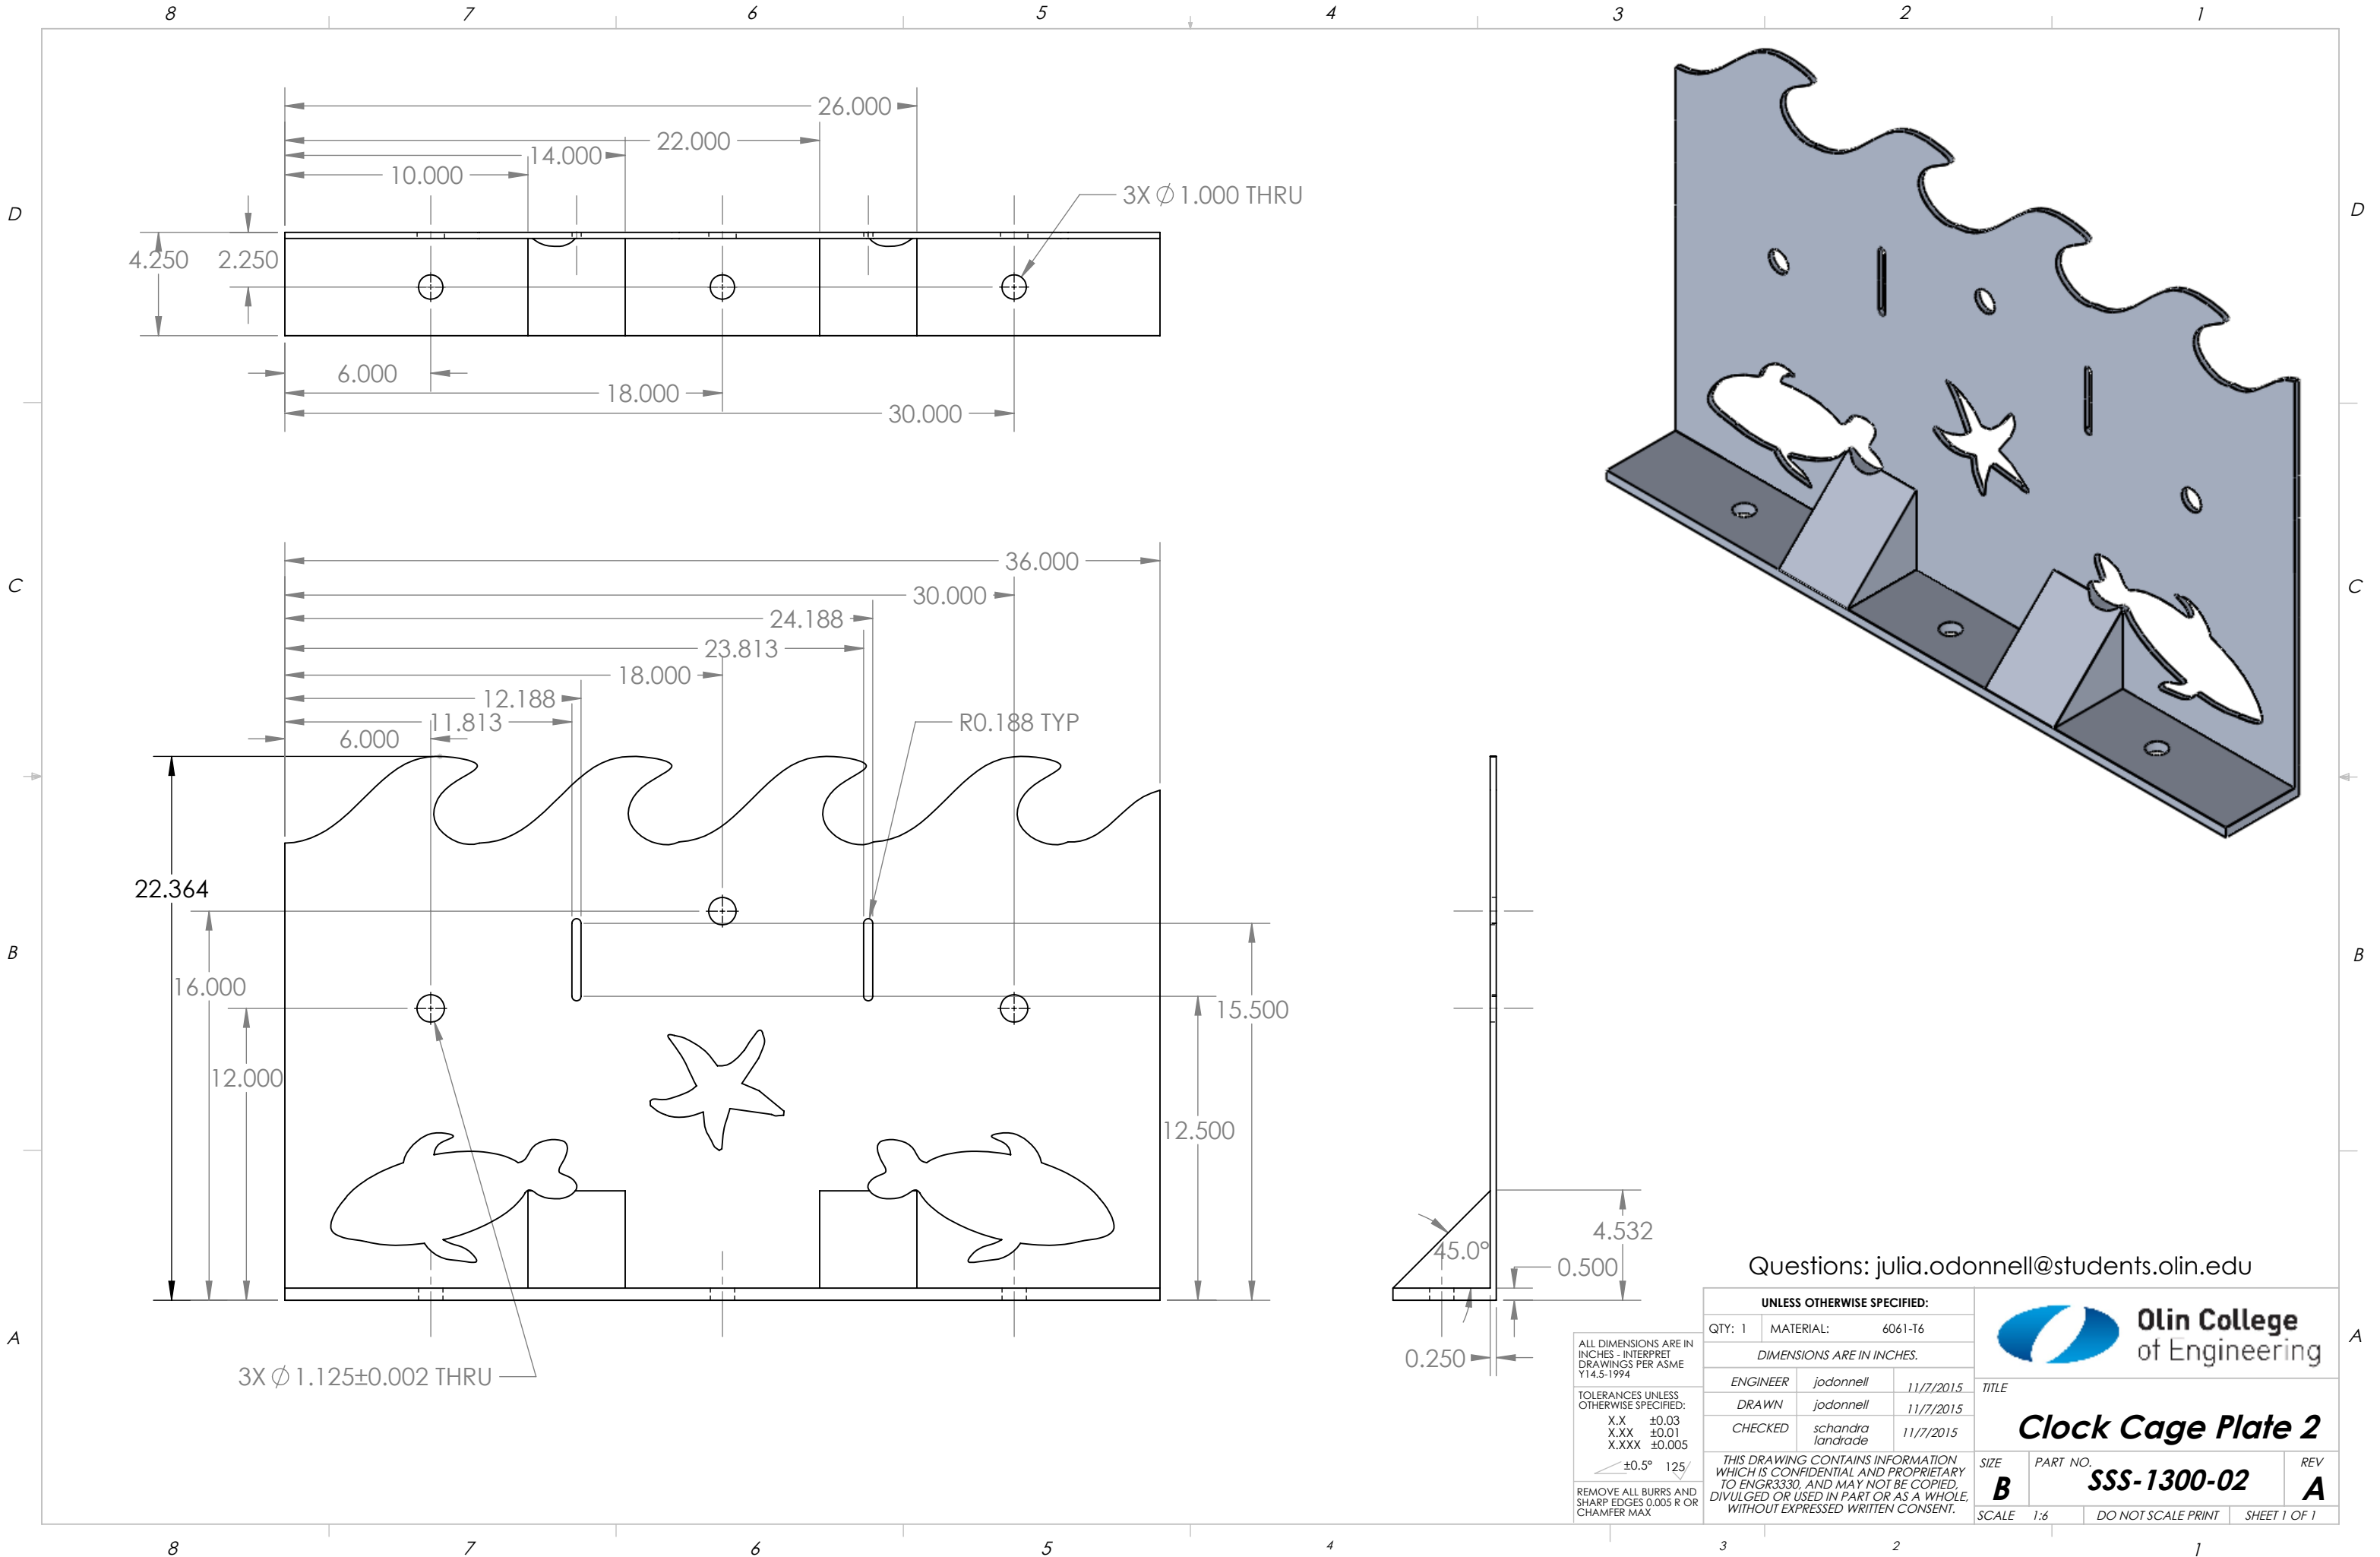 8 7 6 5 4 3 2 1
D
D
26.000
22.000
14.000
10.000
3X ⌀ 1.000 THRU
4.250
2.250
6.000
18.000
30.000
C
C
36.000
30.000
24.188
23.813
18.000
12.188
11.813
6.000
R0.188 TYP
22.364
B
B
16.000
15.500
12.000
12.500
4.532
45.0°
0.500
0.250
3X ⌀ 1.125±0.002 THRU
A
A
Questions: julia.odonnell@students.olin.edu
ALL DIMENSIONS ARE IN
INCHES - INTERPRET
DRAWINGS PER ASME
Y14.5-1994
TOLERANCES UNLESS
OTHERWISE SPECIFIED:
X.X ±0.03
X.XX ±0.01
X.XXX ±0.005
±0.5° 125
REMOVE ALL BURRS AND
SHARP EDGES 0.005 R OR
CHAMFER MAX
UNLESS OTHERWISE SPECIFIED:
QTY: 1 MATERIAL: 6061-T6
DIMENSIONS ARE IN INCHES.
ENGINEER jodonnell 11/7/2015
DRAWN jodonnell 11/7/2015
CHECKED schandra landrade 11/7/2015
THIS DRAWING CONTAINS INFORMATION
WHICH IS CONFIDENTIAL AND PROPRIETARY
TO ENGR3330, AND MAY NOT BE COPIED,
DIVULGED OR USED IN PART OR AS A WHOLE,
WITHOUT EXPRESSED WRITTEN CONSENT.
Olin College
of Engineering
TITLE
Clock Cage Plate 2
SIZE
B
PART NO.
SSS-1300-02
REV
A
SCALE 1:6 DO NOT SCALE PRINT SHEET 1 OF 1
8 7 6 5 4 3 2 1